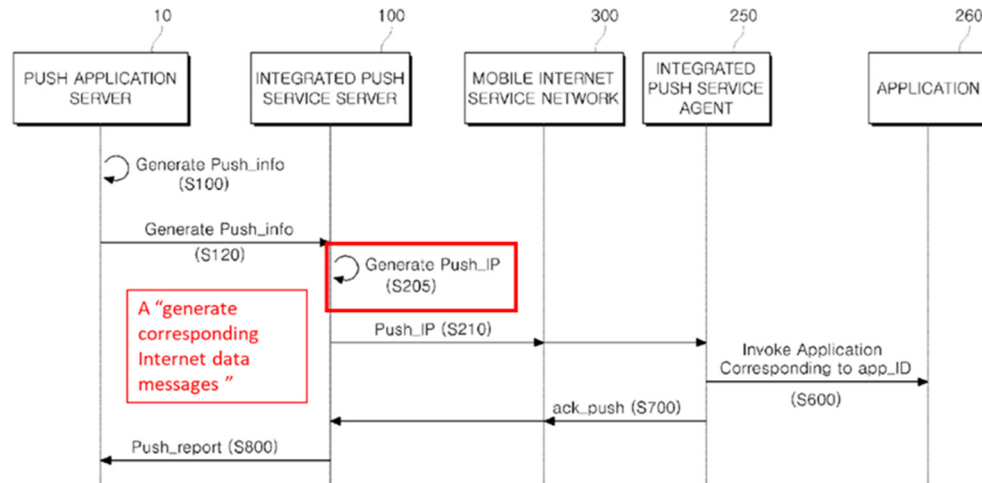 10
100
300
250
260
PUSH APPLICATION
SERVER
INTEGRATED PUSH
SERVICE SERVER
MOBILE INTERNET
SERVICE NETWORK
INTEGRATED
PUSH SERVICE
AGENT
APPLICATION
Generate Push_info
(S100)
Generate Push_info
(S120)
Generate Push_IP
(S205)
A “generate
corresponding
Internet data
messages ”
Push_IP (S210)
Invoke Application
Corresponding to app_ID
(S600)
ack_push (S700)
Push_report (S800)